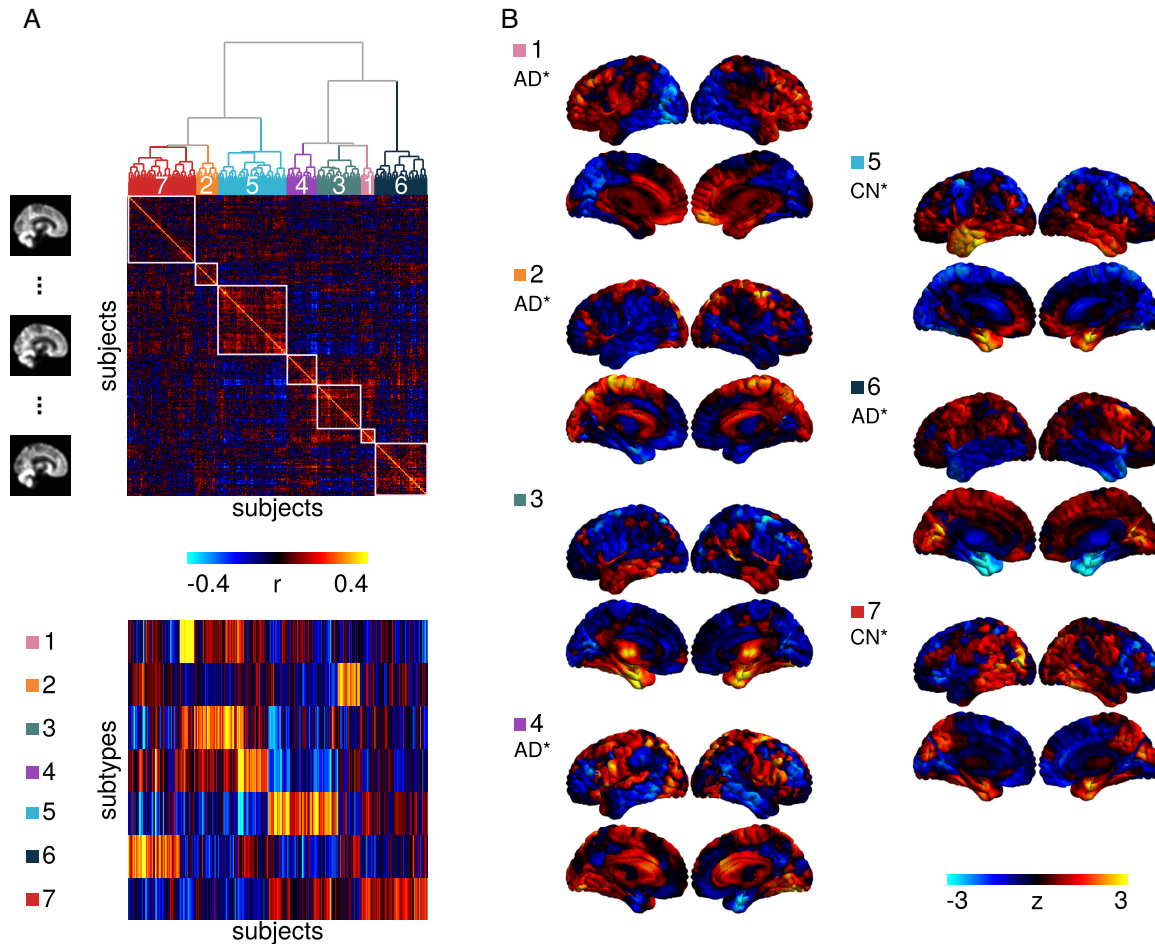 A
7 2 5 4 3 1 6
subjects
subjects
-0.4 r 0.4
1
2
3
4
5
6
7
subtypes
subjects
B
1
AD*
2
AD*
3
4
AD*
5
CN*
6
AD*
7
CN*
-3 z 3